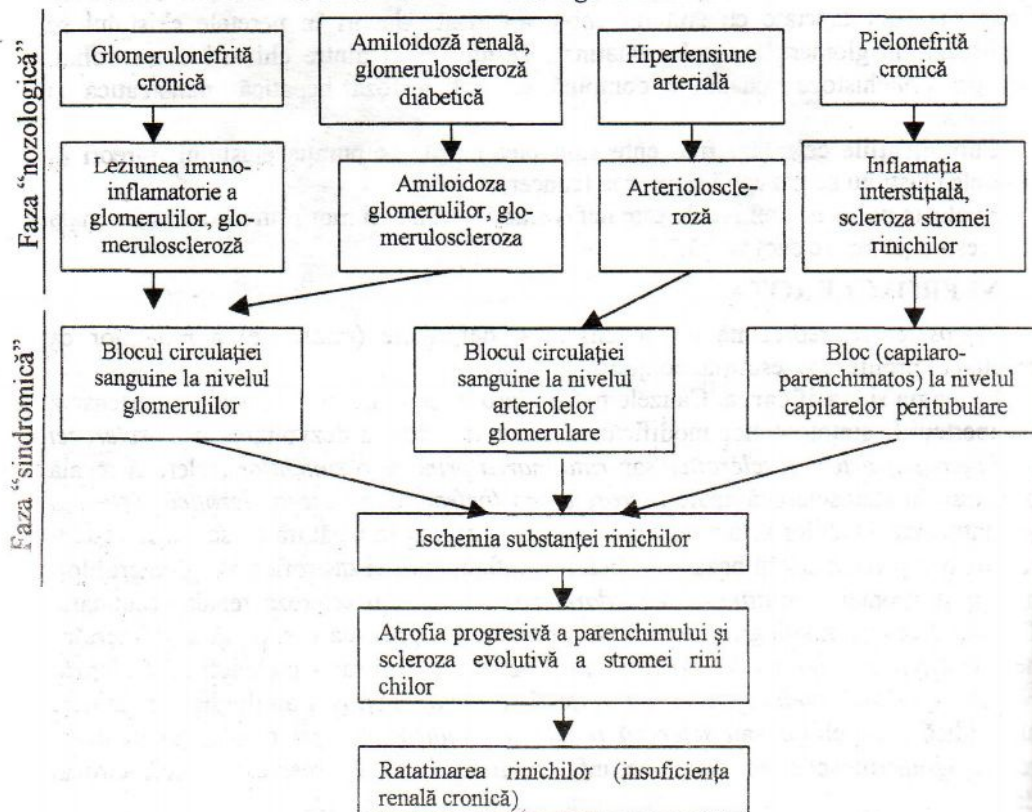 Faza “nozologică”
Glomerulonefrită
cronică
Amiloidoză renală,
glomeruloscleroză
diabetică
Hipertensiune
arterială
Pielonefrită
cronică
Leziunea imuno-
inflamatorie a
glomerulilor, glo-
meruloscleroză
Amiloidoza
glomerulilor, glo-
meruloscleroza
Arterioloscle-
roză
Inflamația
interstițială,
scleroza stromei
rinichilor
Faza “sindromică”
Blocul circulației
sanguine la nivelul
glomerulilor
Blocul circulației
sanguine la nivelul
arteriolelor
glomerulare
Bloc (capilaro-
parenchimatos) la nivelul
capilarelor peritubulare
Ischemia substanței rinichilor
Atrofia progresivă a parenchimului și
scleroza evolutivă a stromei rini
chilor
Ratatinarea rinichilor (insuficiența
renală cronică)